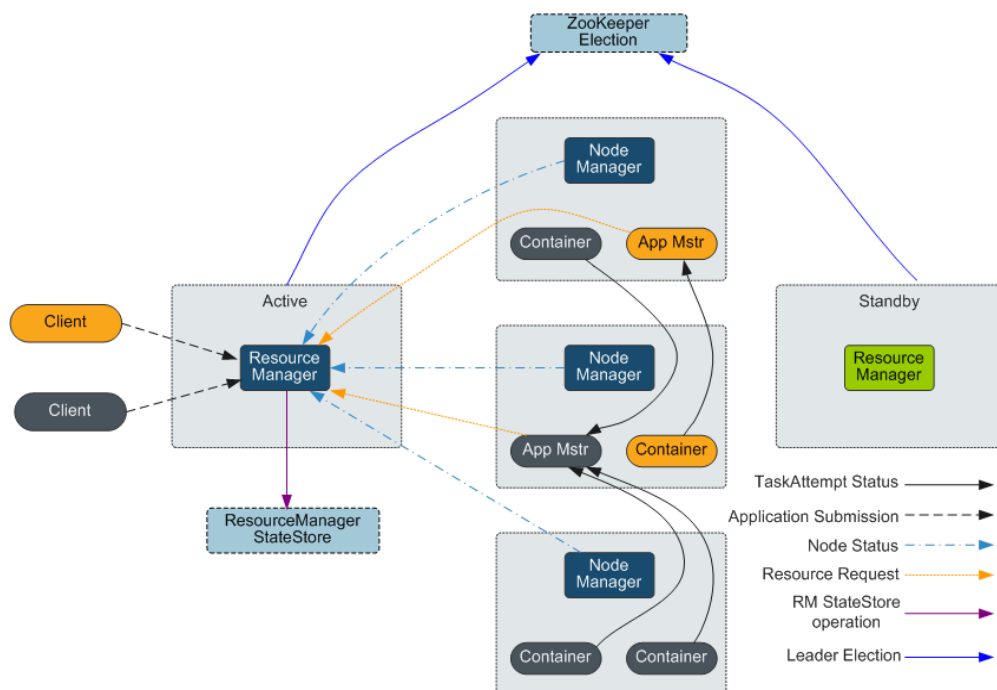 ZooKeeper
Election
Node
Manager
Container
App Mstr
Active
Standby
Client
Resource
Manager
Node
Manager
Resource
Manager
Client
App Mstr
Container
TaskAttempt Status
ResourceManager
StateStore
Application Submission
Node Status
Node
Manager
Resource Request
RM StateStore
operation
Container
Container
Leader Election